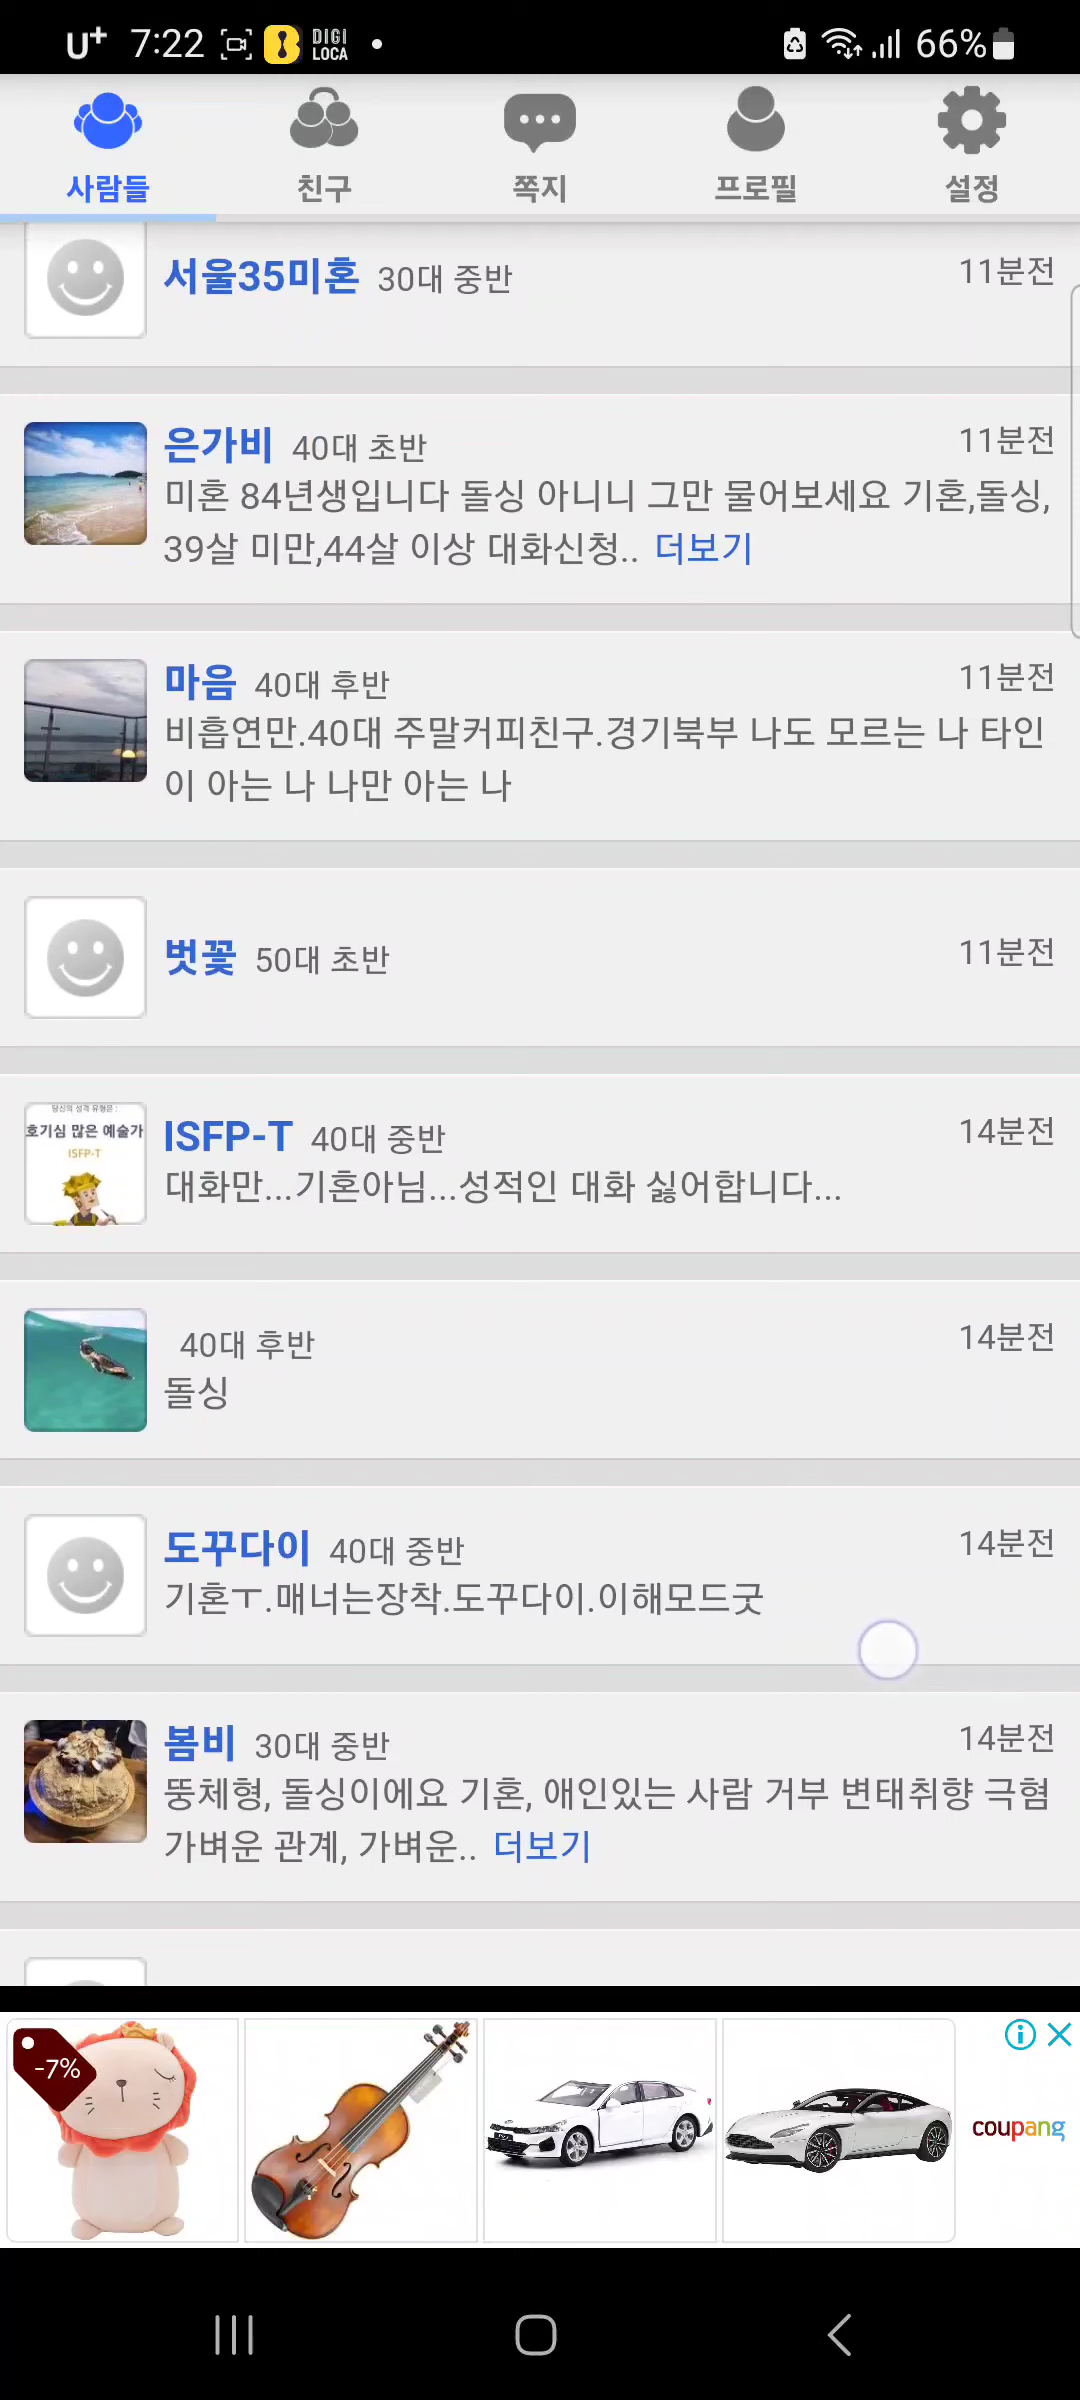 U+ 7:22 DIGI LOCA 66%
사람들 친구 쪽지 프로필 설정
서울35미혼 30대 중반 11분전
은가비 40대 초반 11분전
미혼 84년생입니다 돌싱 아니니 그만 물어보세요 기혼,돌싱,
39살 미만,44살 이상 대화신청.. 더보기
마음 40대 후반 11분전
비흡연만.40대 주말커피친구.경기북부 나도 모르는 나 타인
이 아는 나 나만 아는 나
벗꽃 50대 초반 11분전
당신의 성격 유형은 :
호기심 많은 예술가
ISFP-T
ISFP-T 40대 중반 14분전
대화만...기혼아님...성적인 대화 싫어합니다...
40대 후반 14분전
돌싱
도꾸다이 40대 중반 14분전
기혼ㅜ.매너는장착.도꾸다이.이해모드굿
봄비 30대 중반 14분전
뚱체형, 돌싱이에요 기혼, 애인있는 사람 거부 변태취향 극혐
가벼운 관계, 가벼운.. 더보기
-7%
coupang